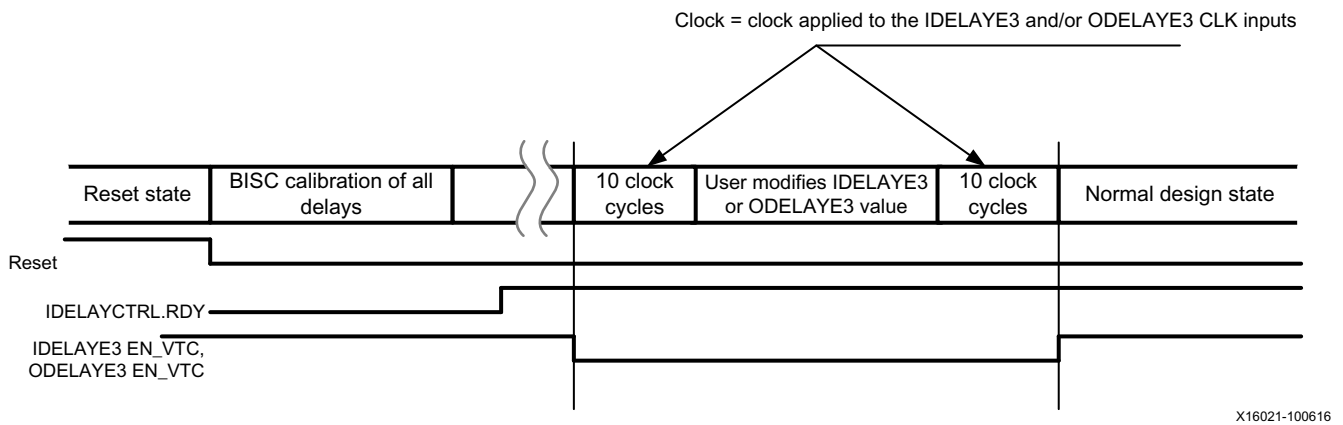 Clock = clock applied to the IDELAYE3 and/or ODELAYE3 CLK inputs
Reset state
BISC calibration of all
delays
10 clock
cycles
User modifies IDELAYE3
or ODELAYE3 value
10 clock
cycles
Normal design state
Reset
IDELAYCTRL.RDY
IDELAYE3 EN_VTC,
ODELAYE3 EN_VTC
X16021-100616